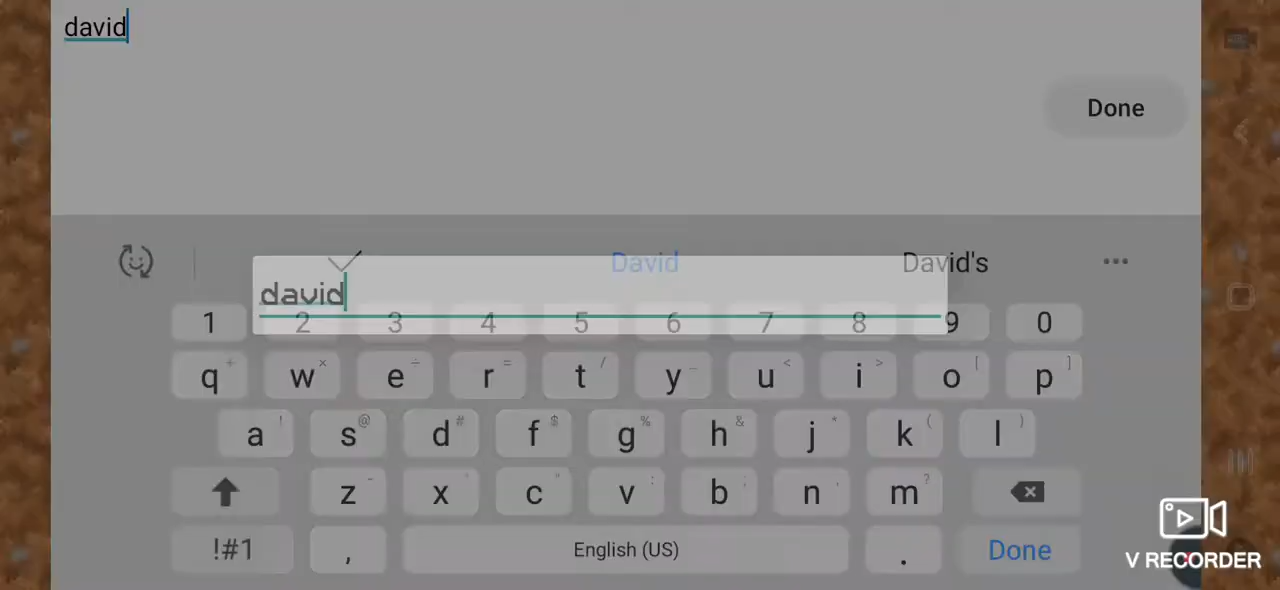 david
Done
David
David's
david
1 2 3 4 5 6 7 8 9 0
q + w × e ÷ r = t / y _ u < i > o [ p ]
a ! s @ d # f $ g % h & j * k ( l )
z - x ' c " v : b ; n , m ?
!#1 , English (US) . Done
V RECORDER